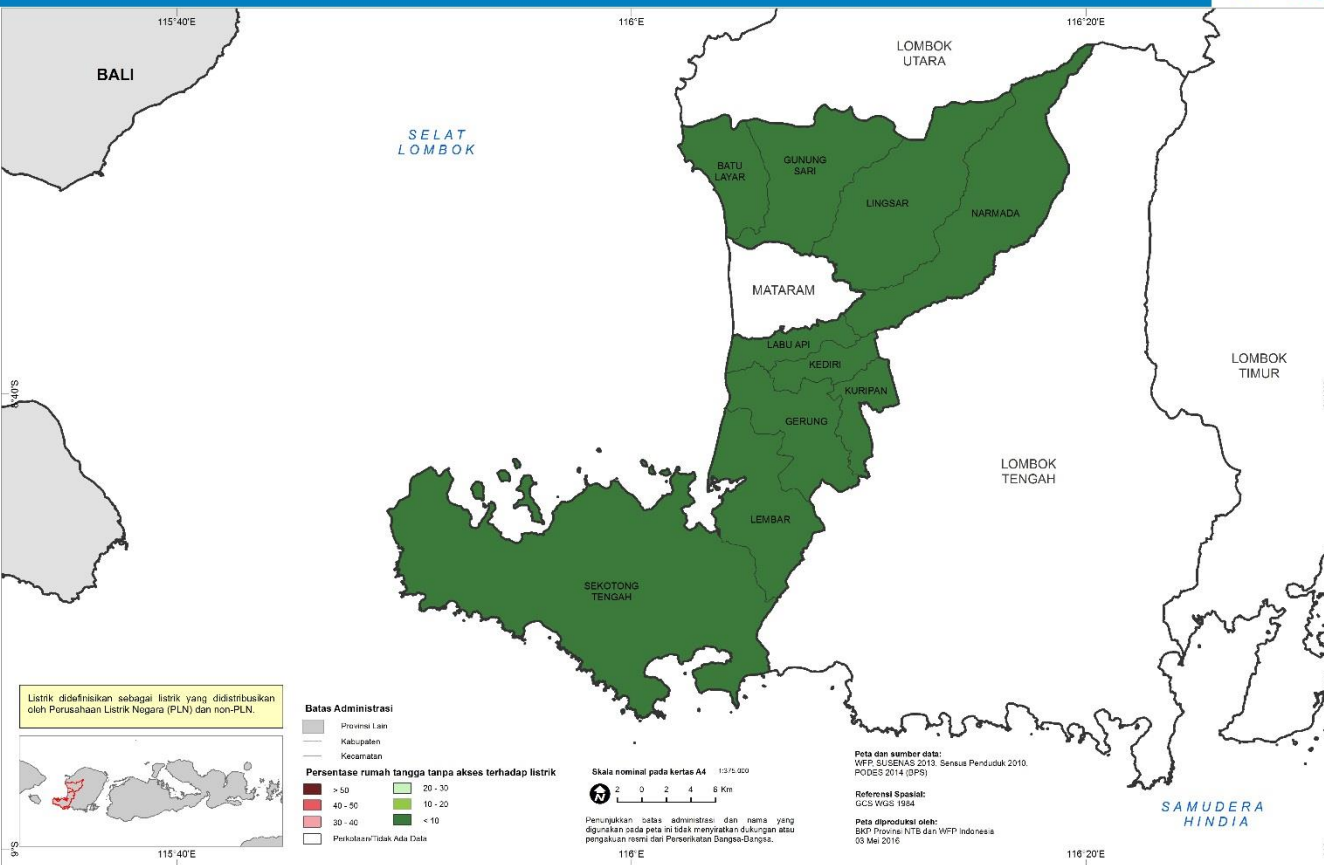 115°40'E
116°E
116°20'E
BALI
SELAT
LOMBOK
LOMBOK
UTARA
BATU
LAYAR
GUNUNG
SARI
LINGSAR
NARMADA
MATARAM
LABU API
KEDIRI
KURIPAN
GERUNG
LOMBOK
TIMUR
8°40'S
LOMBOK
TENGAH
LEMBAR
SEKOTONG
TENGAH
SAMUDERA
HINDIA
Listrik didefinisikan sebagai listrik yang didistribusikan
oleh Perusahaan Listrik Negara (PLN) dan non-PLN.
Batas Administrasi
Provinsi Lain
Kabupaten
Kecamatan
Persentase rumah tangga tanpa akses terhadap listrik
> 50
40 - 50
30 - 40
20 - 30
10 - 20
< 10
Perkotaan/Tidak Ada Data
Skala nominal pada kertas A4 1:375.000
N
2 0 2 4 6 Km
Penunjukkan batas administrasi dan nama yang
digunakan pada peta ini tidak menyiratkan dukungan atau
pengakuan resmi dari Perserikatan Bangsa-Bangsa.
Peta dan sumber data:
WFP, SUSENAS 2013. Sensus Penduduk 2010.
PODES 2014 (BPS)
Referensi Spasial:
GCS WGS 1984
Peta diproduksi oleh:
BKP Provinsi NTB dan WFP Indonesia
03 Mei 2016
9°S
115°40'E
116°E
116°20'E